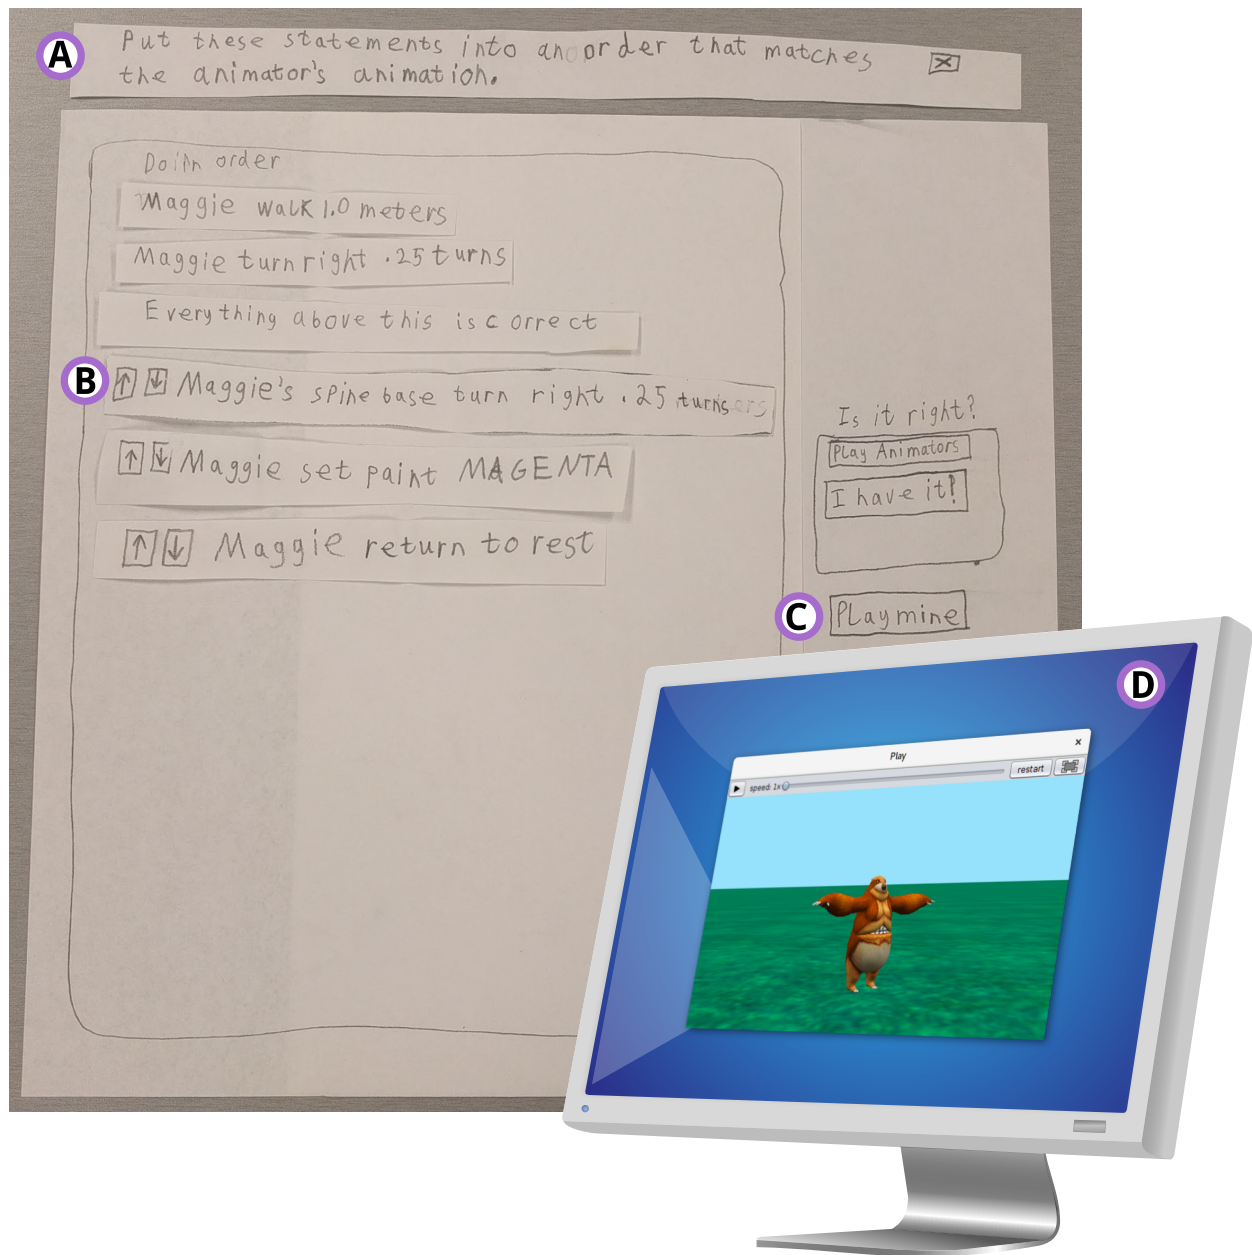 A
Put these statements into an order that matches
the animator's animation.
Do in order
Maggie walk 1.0 meters
Maggie turn right .25 turns
Everything above this is correct
B
Maggie's spine base turn right .25 turns
Maggie set paint MAGENTA
Maggie return to rest
Is it right?
Play Animators
I have it!
C
Play mine
D
Play
x
speed: 1x
restart